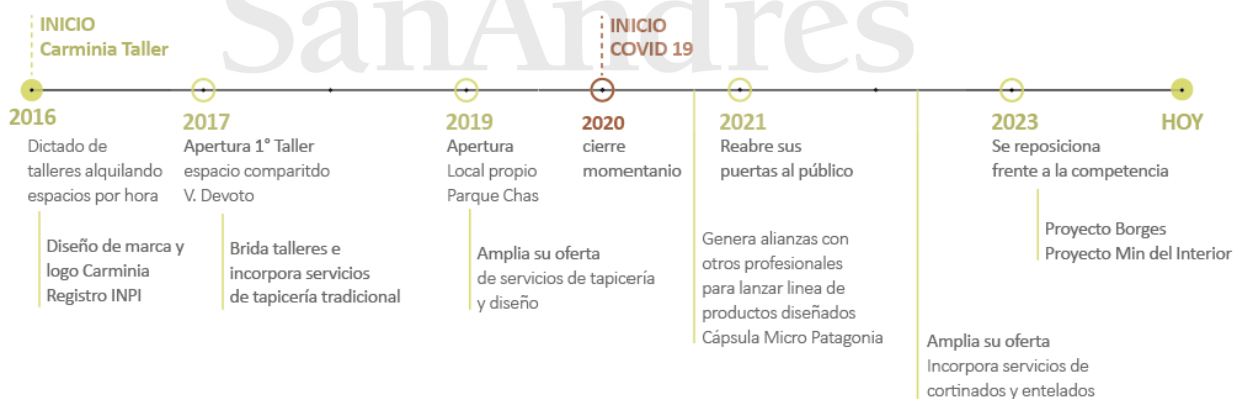 SanAndres
INICIO
Carminia Taller
INICIO
COVID 19
2016
Dictado de
talleres alquilando
espacios por hora
Diseño de marca y
logo Carminia
Registro INPI
2017
Apertura 1° Taller
espacio comparitdo
V. Devoto
Brida talleres e
incorpora servicios
de tapicería tradicional
2019
Apertura
Local propio
Parque Chas
Amplia su oferta
de servicios de tapicería
y diseño
2020
cierre
momentanio
2021
Reabre sus
puertas al público
Genera alianzas con
otros profesionales
para lanzar linea de
productos diseñados
Cápsula Micro Patagonia
2023
Se reposiciona
frente a la competencia
Proyecto Borges
Proyecto Min del Interior
Amplia su oferta
Incorpora servicios de
cortinados y entelados
HOY